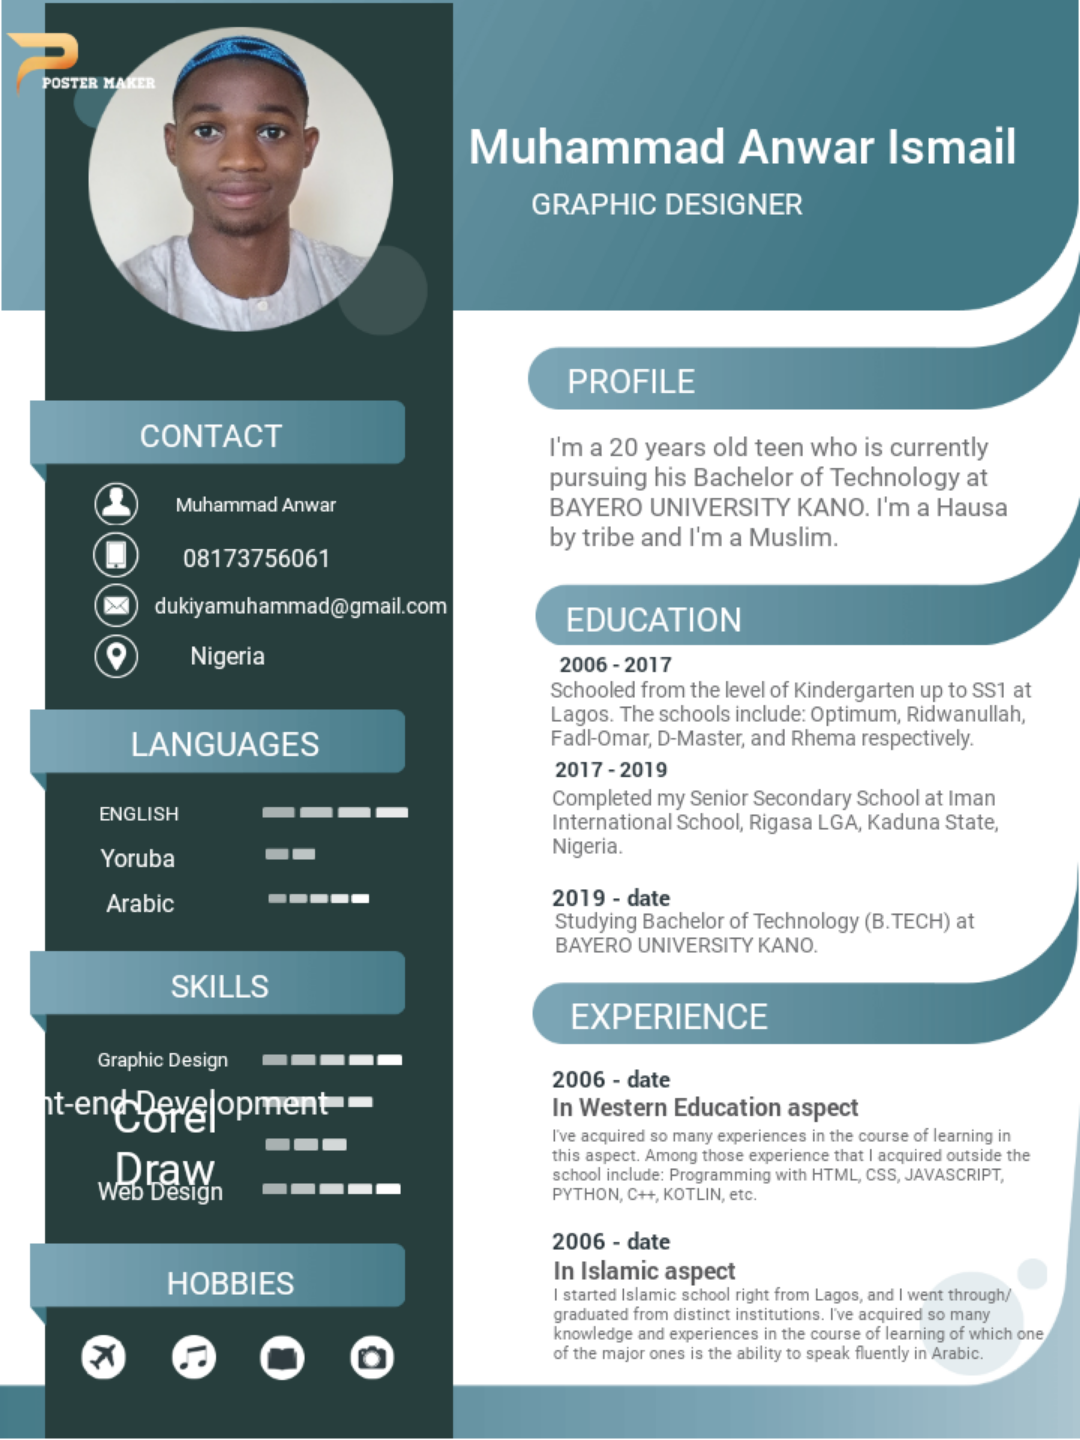 POSTER MAKER
Muhammad Anwar Ismail
GRAPHIC DESIGNER
CONTACT
Muhammad Anwar
08173756061
dukiyamuhammad@gmail.com
Nigeria
LANGUAGES
ENGLISH
Yoruba
Arabic
SKILLS
Graphic Design
nt-end Development
Corel
Draw
Web Design
HOBBIES
PROFILE
I'm a 20 years old teen who is currently
pursuing his Bachelor of Technology at
BAYERO UNIVERSITY KANO. I'm a Hausa
by tribe and I'm a Muslim.
EDUCATION
2006 - 2017
Schooled from the level of Kindergarten up to SS1 at
Lagos. The schools include: Optimum, Ridwanullah,
Fadl-Omar, D-Master, and Rhema respectively.
2017 - 2019
Completed my Senior Secondary School at Iman
International School, Rigasa LGA, Kaduna State,
Nigeria.
2019 - date
Studying Bachelor of Technology (B.TECH) at
BAYERO UNIVERSITY KANO.
EXPERIENCE
2006 - date
In Western Education aspect
I've acquired so many experiences in the course of learning in
this aspect. Among those experience that I acquired outside the
school include: Programming with HTML, CSS, JAVASCRIPT,
PYTHON, C++, KOTLIN, etc.
2006 - date
In Islamic aspect
I started Islamic school right from Lagos, and I went through/
graduated from distinct institutions. I've acquired so many
knowledge and experiences in the course of learning of which one
of the major ones is the ability to speak fluently in Arabic.